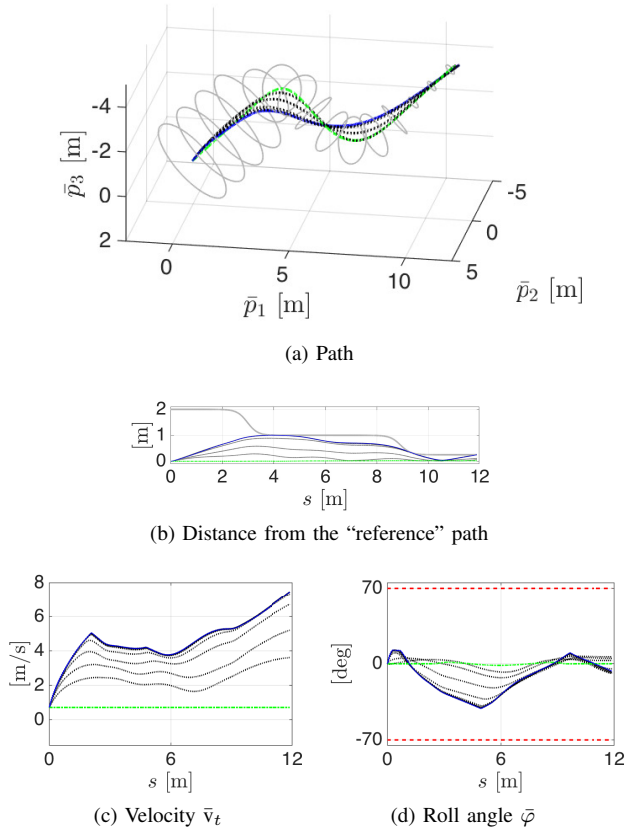 -4
-2
0
2
p̄₃ [m]
0
5
10
p̄₁ [m]
-5
0
5
p̄₂ [m]
(a) Path
2
1
0
[m]
0 2 4 6 8 10 12
s [m]
(b) Distance from the “reference” path
8
6
4
2
0
[m/s]
0 6 12
s [m]
(c) Velocity v̄ₜ
70
0
-70
[deg]
0 6 12
s [m]
(d) Roll angle φ̄